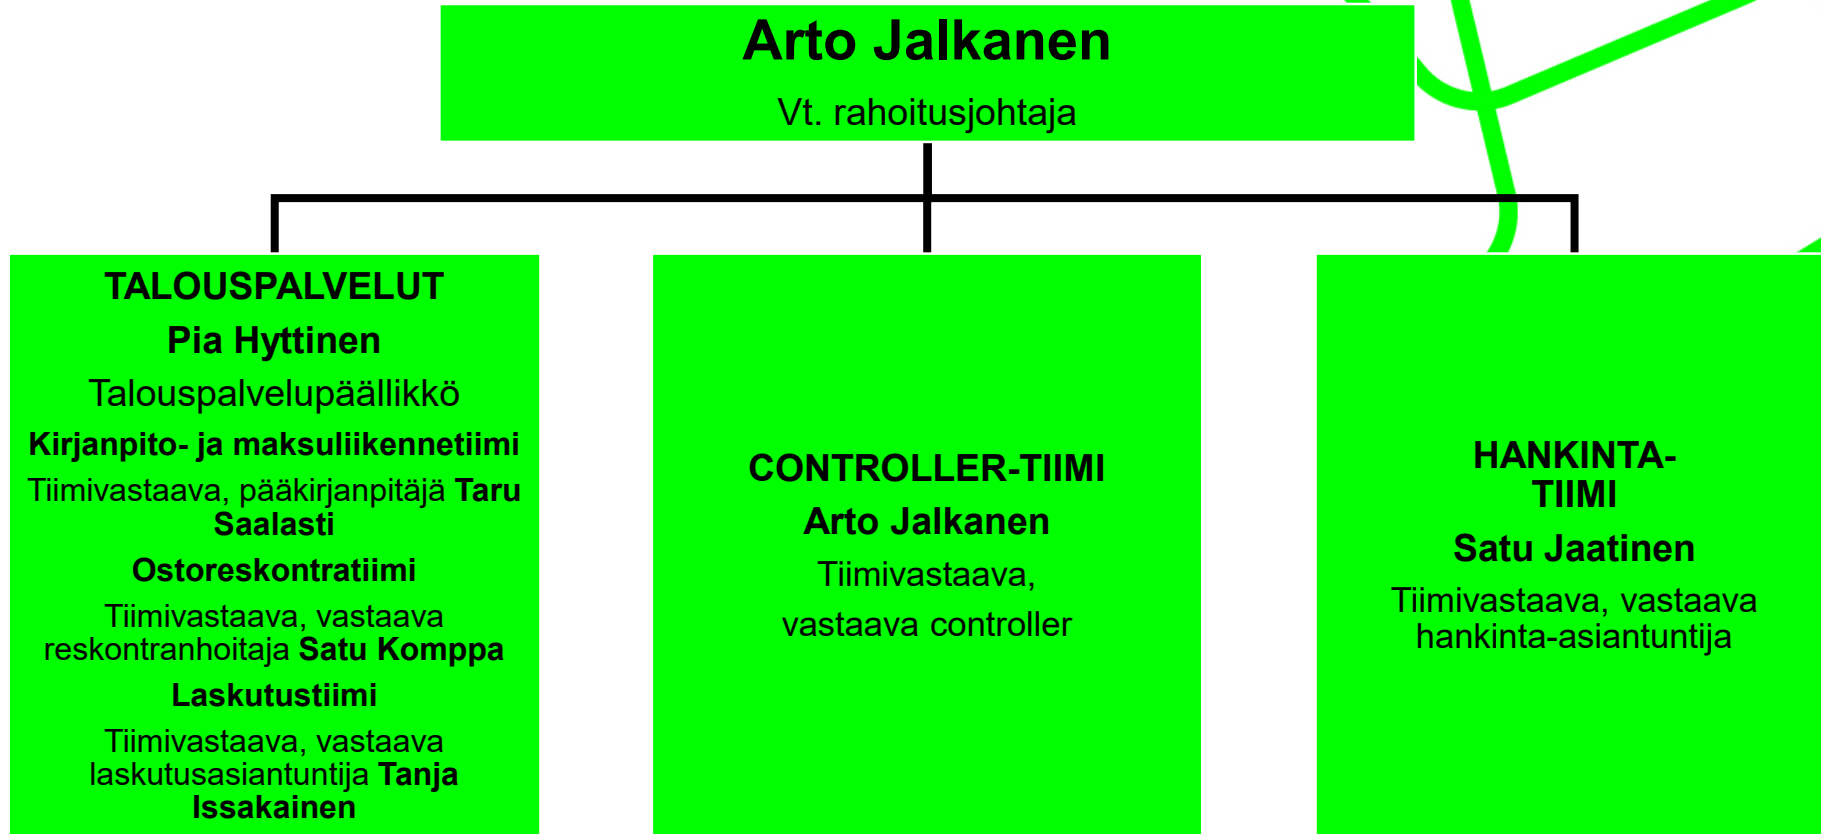 Arto Jalkanen
Vt. rahoitusjohtaja
TALOUSPALVELUT
Pia Hyttinen
Talouspalvelupäällikkö
Kirjanpito- ja maksuliikennetiimi
Tiimivastaava, pääkirjanpitäjä Taru
Saalasti
Ostoreskontratiimi
Tiimivastaava, vastaava
reskontranhoitaja Satu Komppa
Laskutustiimi
Tiimivastaava, vastaava
laskutusasiantuntija Tanja
Issakainen
CONTROLLER-TIIMI
Arto Jalkanen
Tiimivastaava,
vastaava controller
HANKINTA-
TIIMI
Satu Jaatinen
Tiimivastaava, vastaava
hankinta-asiantuntija